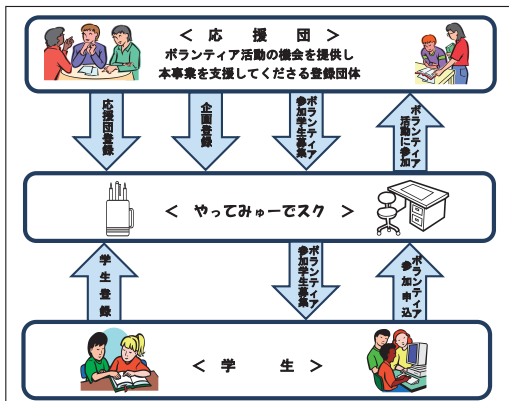 ＜　応　援　団　＞
ボランティア活動の機会を提供し
本事業を支援してくださる登録団体
応援団登録
企画登録
ボランティア
参加学生募集
ボランティア
活動に参加
＜　やってみゅーでスク　＞
学生登録
ボランティア
参加学生募集
ボランティア
参加申込
＜　学　生　＞